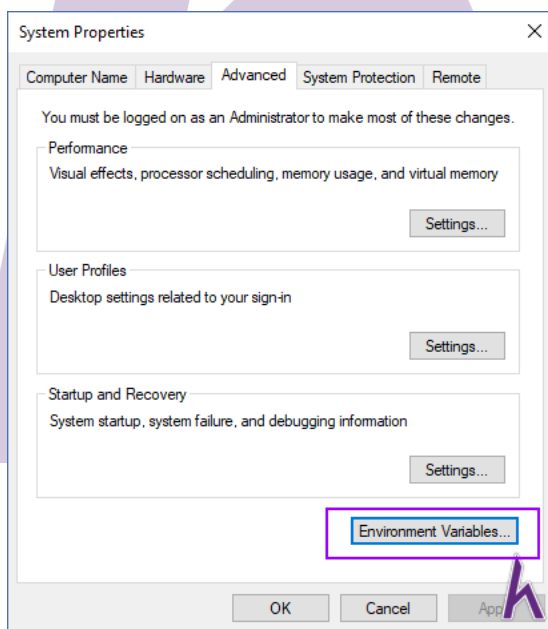 System Properties
Computer Name Hardware Advanced System Protection Remote
You must be logged on as an Administrator to make most of these changes.
Performance
Visual effects, processor scheduling, memory usage, and virtual memory
Settings...
User Profiles
Desktop settings related to your sign-in
Settings...
Startup and Recovery
System startup, system failure, and debugging information
Settings...
Environment Variables...
OK Cancel